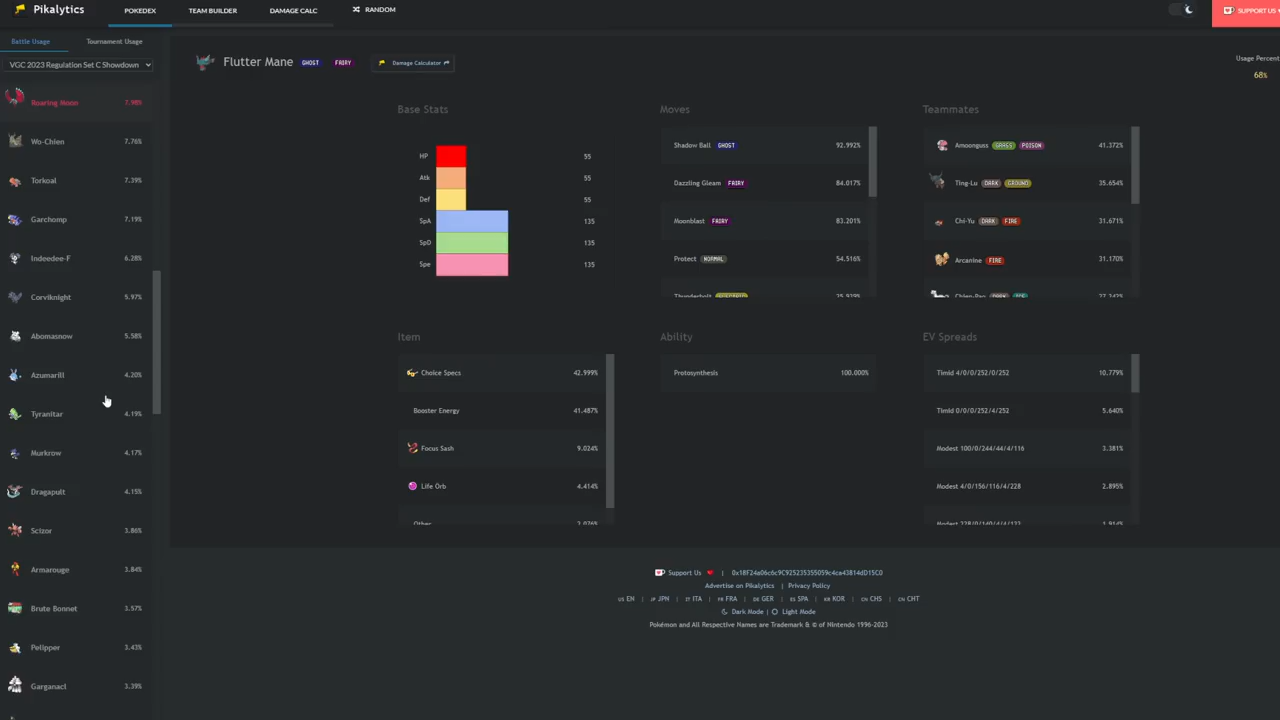 Pikalytics
POKEDEX
TEAM BUILDER
DAMAGE CALC
RANDOM
SUPPORT US
Battle Usage
Tournament Usage
VGC 2023 Regulation Set C Showdown
Roaring Moon 7.98%
Wo-Chien 7.76%
Torkoal 7.39%
Garchomp 7.19%
Indeedee-F 6.28%
Corviknight 5.97%
Abomasnow 5.58%
Azumarill 4.20%
Tyranitar 4.19%
Murkrow 4.17%
Dragapult 4.15%
Scizor 3.86%
Armarouge 3.84%
Brute Bonnet 3.57%
Pelipper 3.43%
Garganacl 3.39%
Flutter Mane GHOST FAIRY
Damage Calculator
Usage Percent
68%
Base Stats
HP 55
Atk 55
Def 55
SpA 135
SpD 135
Spe 135
Moves
Shadow Ball GHOST 92.992%
Dazzling Gleam FAIRY 84.017%
Moonblast FAIRY 83.201%
Protect NORMAL 54.516%
Thunderbolt ELECTRIC
Teammates
Amoonguss GRASS POISON 41.372%
Ting-Lu DARK GROUND 35.654%
Chi-Yu DARK FIRE 31.671%
Arcanine FIRE 31.170%
Chien-Pao DARK ICE
Item
Choice Specs 42.999%
Booster Energy 41.487%
Focus Sash 9.024%
Life Orb 4.414%
Other
Ability
Protosynthesis 100.000%
EV Spreads
Timid 4/0/0/252/0/252 10.779%
Timid 0/0/0/252/4/252 5.640%
Modest 100/0/244/44/4/116 3.381%
Modest 4/0/156/116/4/228 2.895%
Support Us |
Advertise on Pikalytics | Privacy Policy
US EN | JP JPN | IT ITA | FR FRA | DE GER | ES SPA | KR KOR | CN CHS | CN CHT
Dark Mode | Light Mode
Pokémon and All Respective Names are Trademark & © of Nintendo 1996-2023